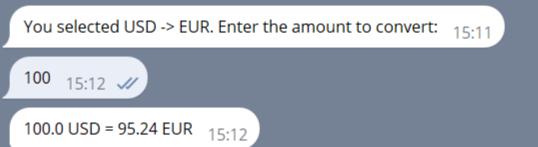 You selected USD -> EUR. Enter the amount to convert: 15:11
100 15:12
100.0 USD = 95.24 EUR 15:12